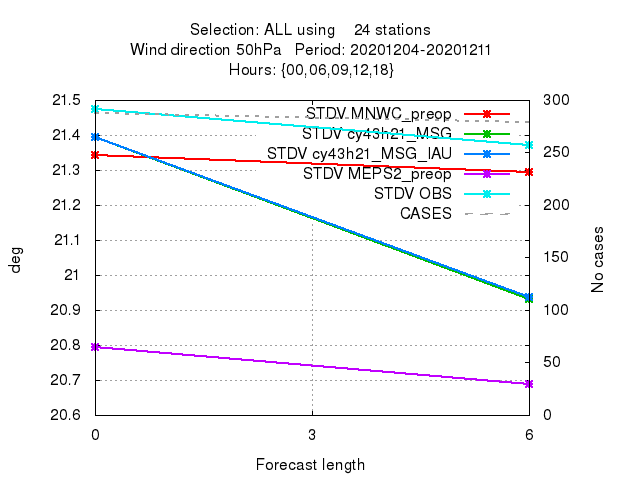 Selection: ALL using 24 stations
Wind direction 50hPa Period: 20201204-20201211
Hours: {00,06,09,12,18}
21.5
21.4
21.3
21.2
21.1
21
20.9
20.8
20.7
20.6
deg
STDV MNWC_preop
STDV cy43h21_MSG
STDV cy43h21_MSG_IAU
STDV MEPS2_preop
STDV OBS
CASES
300
250
200
150
100
50
0
No cases
0 3 6
Forecast length